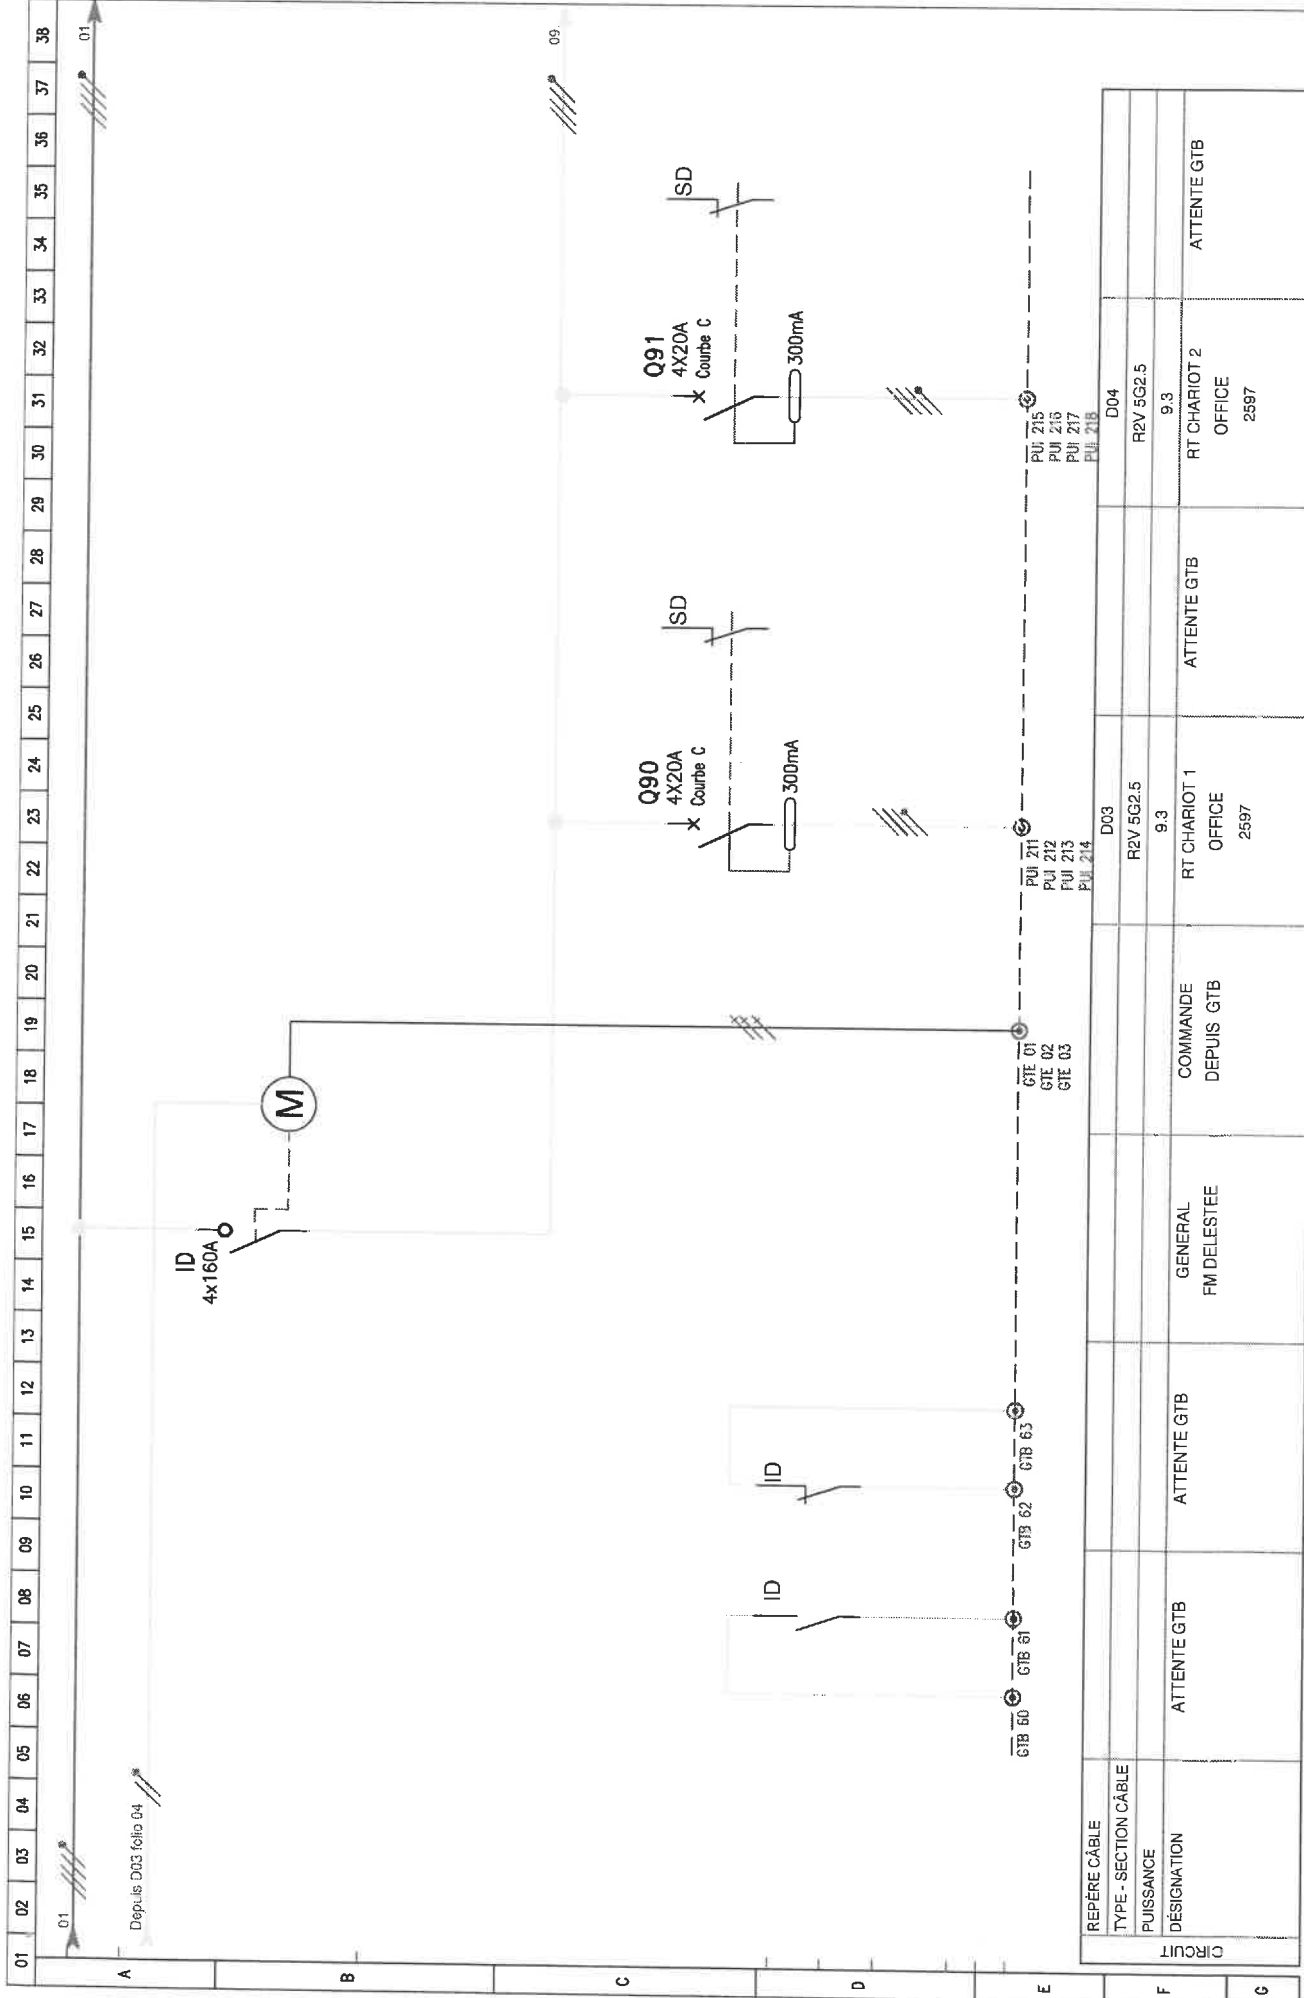 01 02 03 04 05 06 07 08 09 10 11 12 13 14 15 16 17 18 19 20 21 22 23 24 25 26 27 28 29 30 31 32 33 34 35 36 37 38
A
B
C
D
E
F
G
01
01
Depuis D03 folio 04
09
ID
4x160A
M
Q90
4X20A
Courbe C
300mA
SD
Q91
4X20A
Courbe C
300mA
SD
ID
ID
GTB 60
GTB 61
GTB 62
GTB 63
GTE 01
GTE 02
GTE 03
PUI 211
PUI 212
PUI 213
PUI 214
PUI 215
PUI 216
PUI 217
PUI 218
CIRCUIT
REPÈRE CÂBLE D03 D04
TYPE - SECTION CÂBLE R2V 5G2.5 R2V 5G2.5
PUISSANCE 9.3 9.3
DÉSIGNATION
ATTENTE GTB
ATTENTE GTB
GENERAL
FM DELESTEE
COMMANDE
DEPUIS GTB
RT CHARIOT 1
OFFICE
2597
ATTENTE GTB
RT CHARIOT 2
OFFICE
2597
ATTENTE GTB